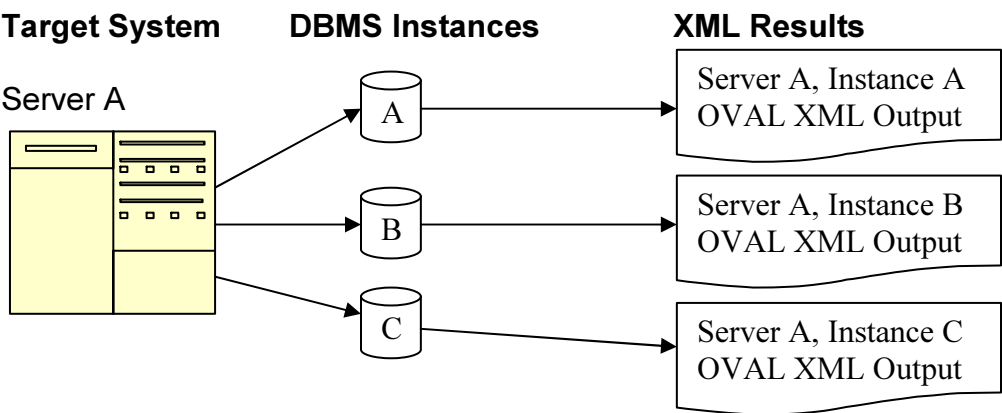 Target System DBMS Instances XML Results
Server A
A
Server A, Instance A
OVAL XML Output
B
Server A, Instance B
OVAL XML Output
C
Server A, Instance C
OVAL XML Output